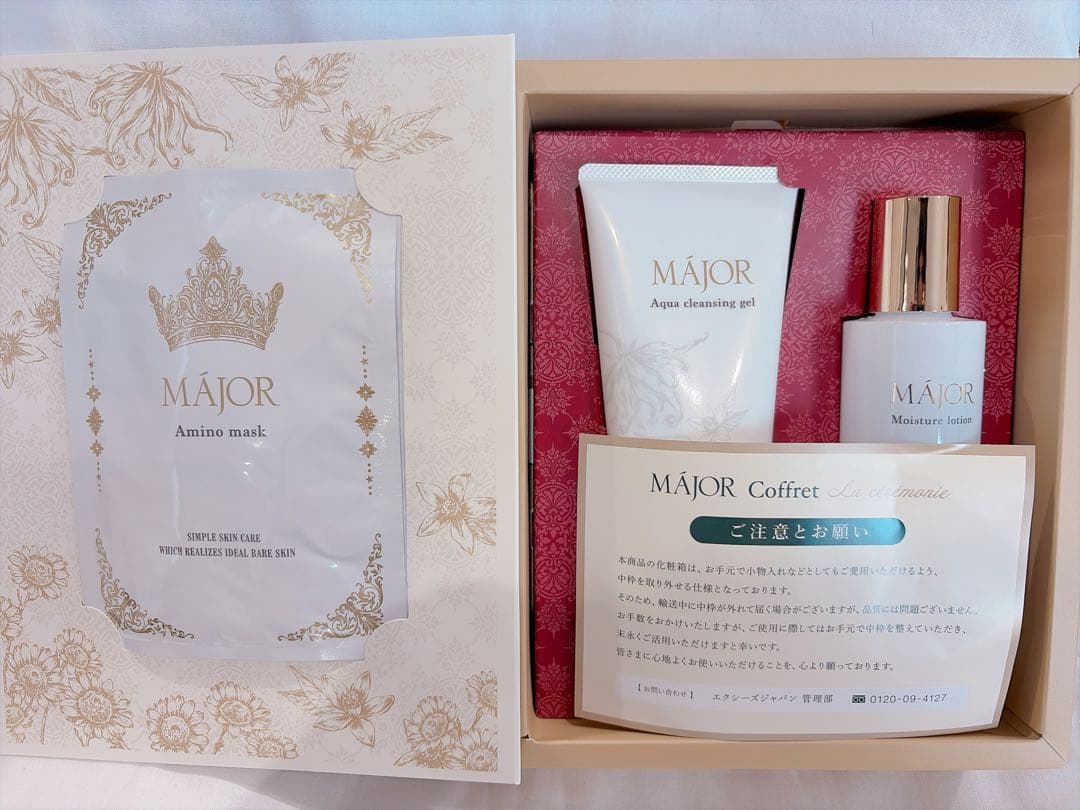 MÁJOR
Amino mask
SIMPLE SKIN CARE
WHICH REALIZES IDEAL BARE SKIN
MÁJOR
Aqua cleansing gel
MÁJOR
Moisture lotion
MÁJOR Coffret La cérémonie
ご注意とお願い
本商品の化粧箱は、お手元で小物入れなどとしてもご愛用いただけるよう、
中枠を取り外せる仕様となっております。
そのため、輸送中に中枠が外れて届く場合がございますが、品質には問題ございません。
お手数をおかけいたしますが、ご使用に際してはお手元で中枠を整えていただき、
末永くご活用いただけますと幸いです。
皆さまに心地よくお使いいただけることを、心より願っております。
【お問い合わせ】 エクシーズジャパン 管理部 0120-09-4127